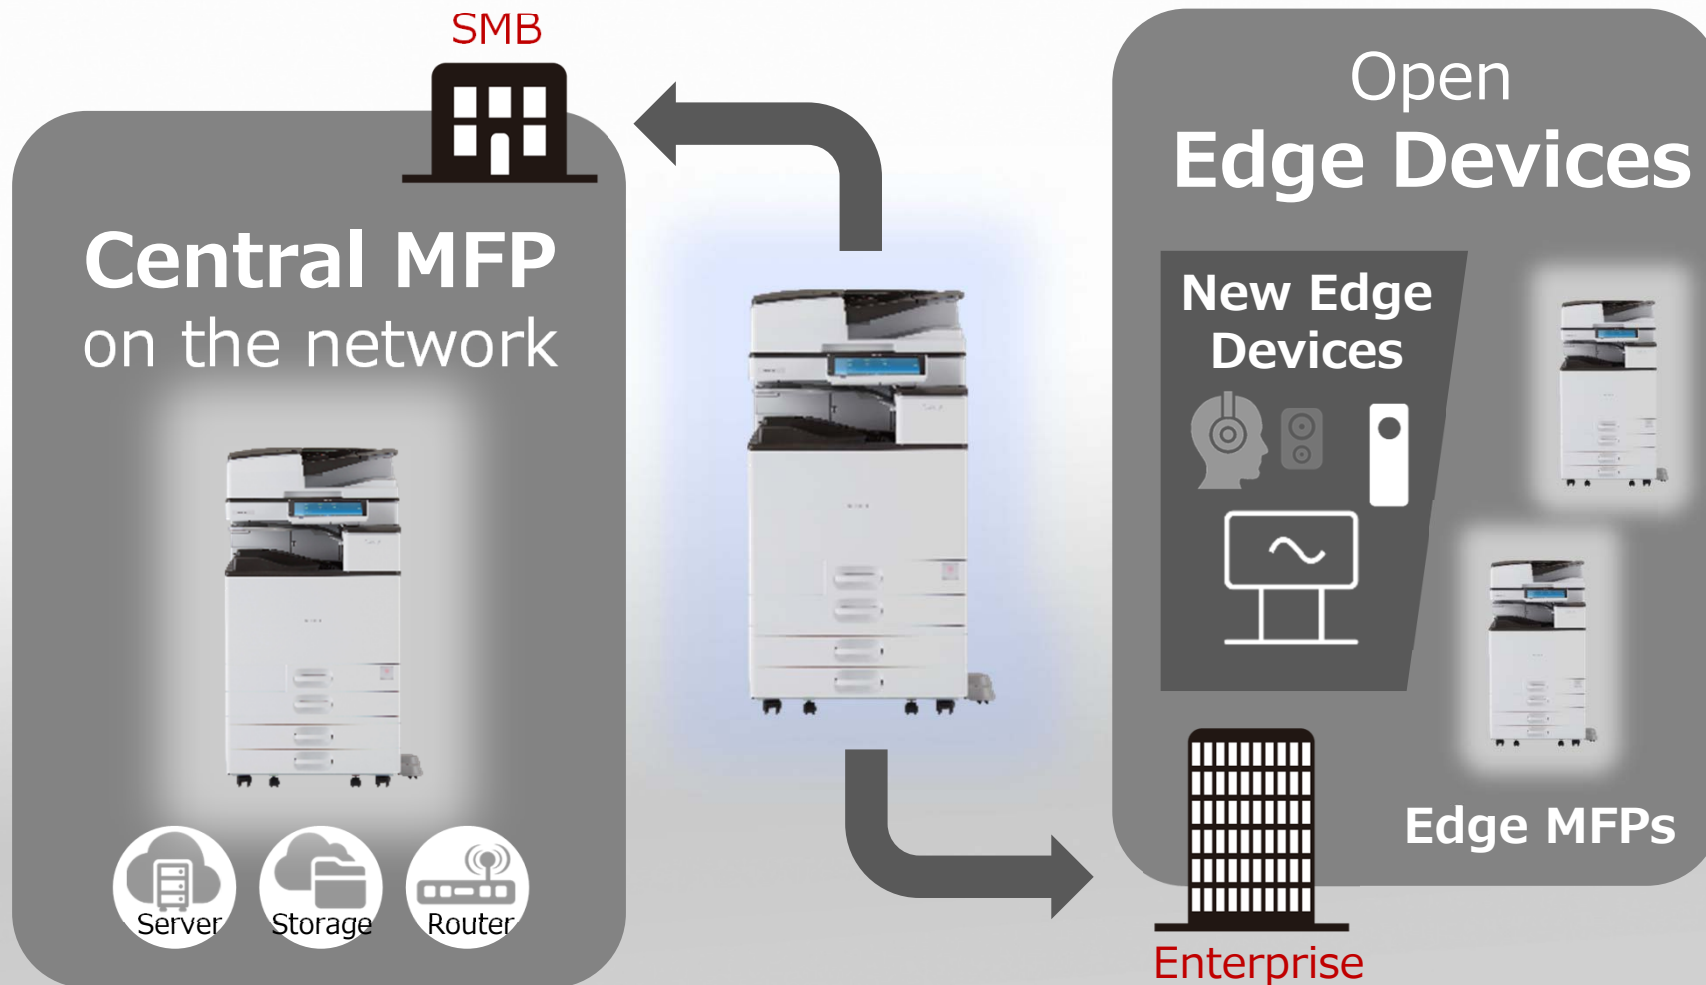 SMB
Central MFP
on the network
Server
Storage
Router
Open
Edge Devices
New Edge
Devices
Edge MFPs
Enterprise